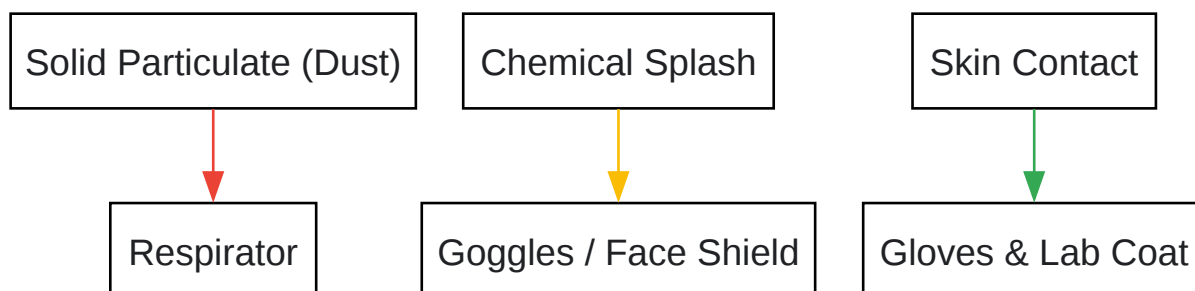 Solid Particulate (Dust)
Chemical Splash
Skin Contact
Respirator
Goggles / Face Shield
Gloves & Lab Coat